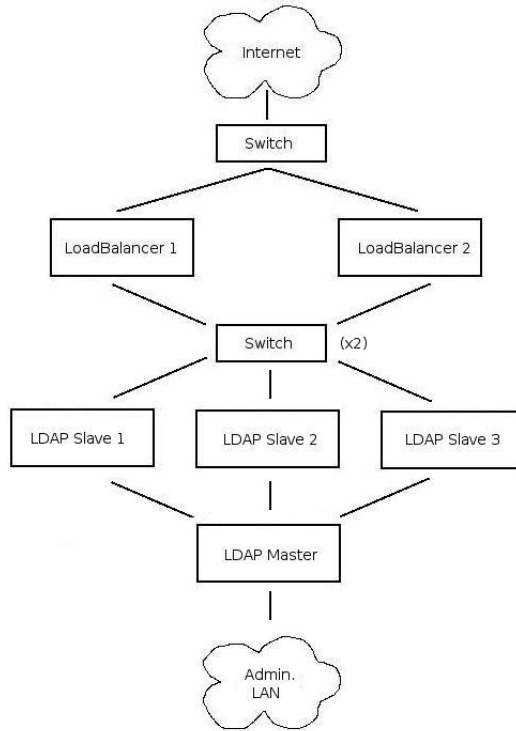 Internet
Switch
LoadBalancer 1
LoadBalancer 2
Switch (x2)
LDAP Slave 1
LDAP Slave 2
LDAP Slave 3
LDAP Master
Admin.
LAN